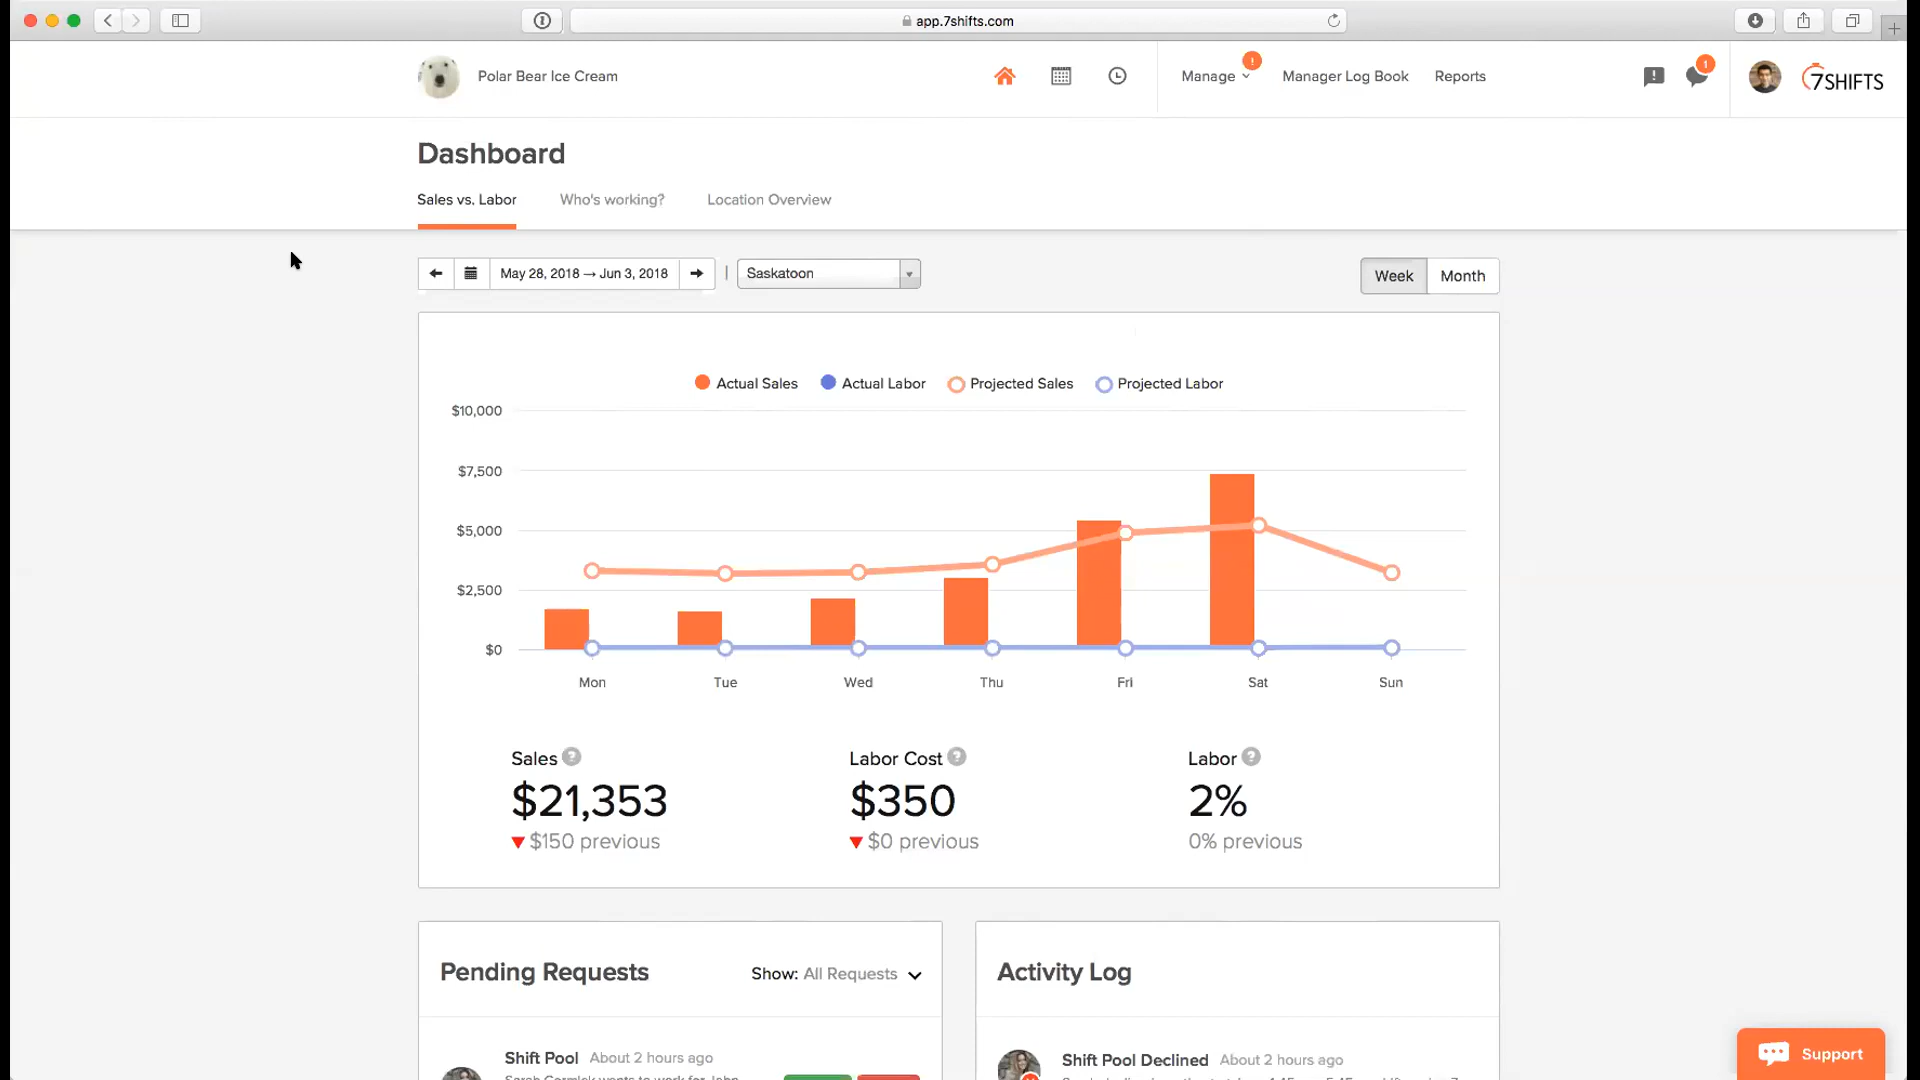 app.7shifts.com
Polar Bear Ice Cream
Manage
!
Manager Log Book
Reports
1
7SHIFTS
Dashboard
Sales vs. Labor
Who's working?
Location Overview
May 28, 2018 → Jun 3, 2018
Saskatoon
Week
Month
Actual Sales
Actual Labor
Projected Sales
Projected Labor
$10,000
$7,500
$5,000
$2,500
$0
Mon
Tue
Wed
Thu
Fri
Sat
Sun
Sales ?
Labor Cost ?
Labor ?
$21,353
$350
2%
$150 previous
$0 previous
0% previous
Pending Requests
Show: All Requests
Activity Log
Shift Pool About 2 hours ago
Shift Pool Declined About 2 hours ago
Support